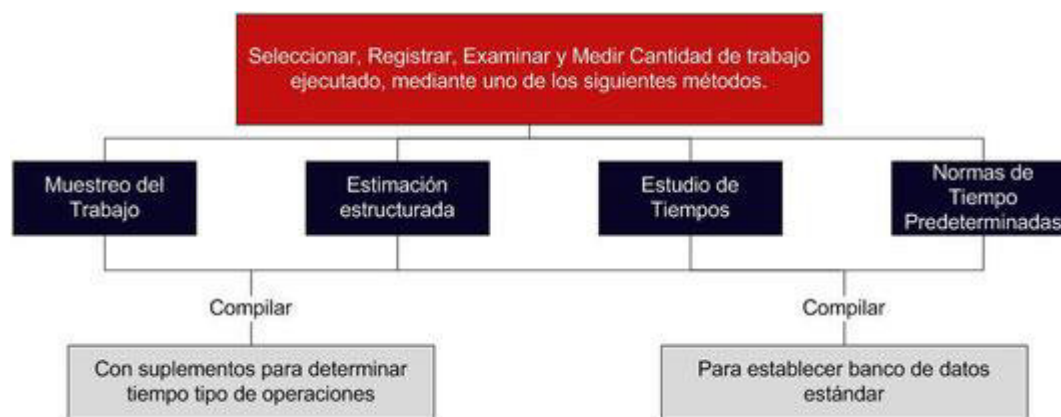 Seleccionar, Registrar, Examinar y Medir Cantidad de trabajo
ejecutado, mediante uno de los siguientes métodos.
Muestreo del
Trabajo
Estimación
estructurada
Estudio de
Tiempos
Normas de
Tiempo
Predeterminadas
Compilar
Compilar
Con suplementos para determinar
tiempo tipo de operaciones
Para establecer banco de datos
estándar